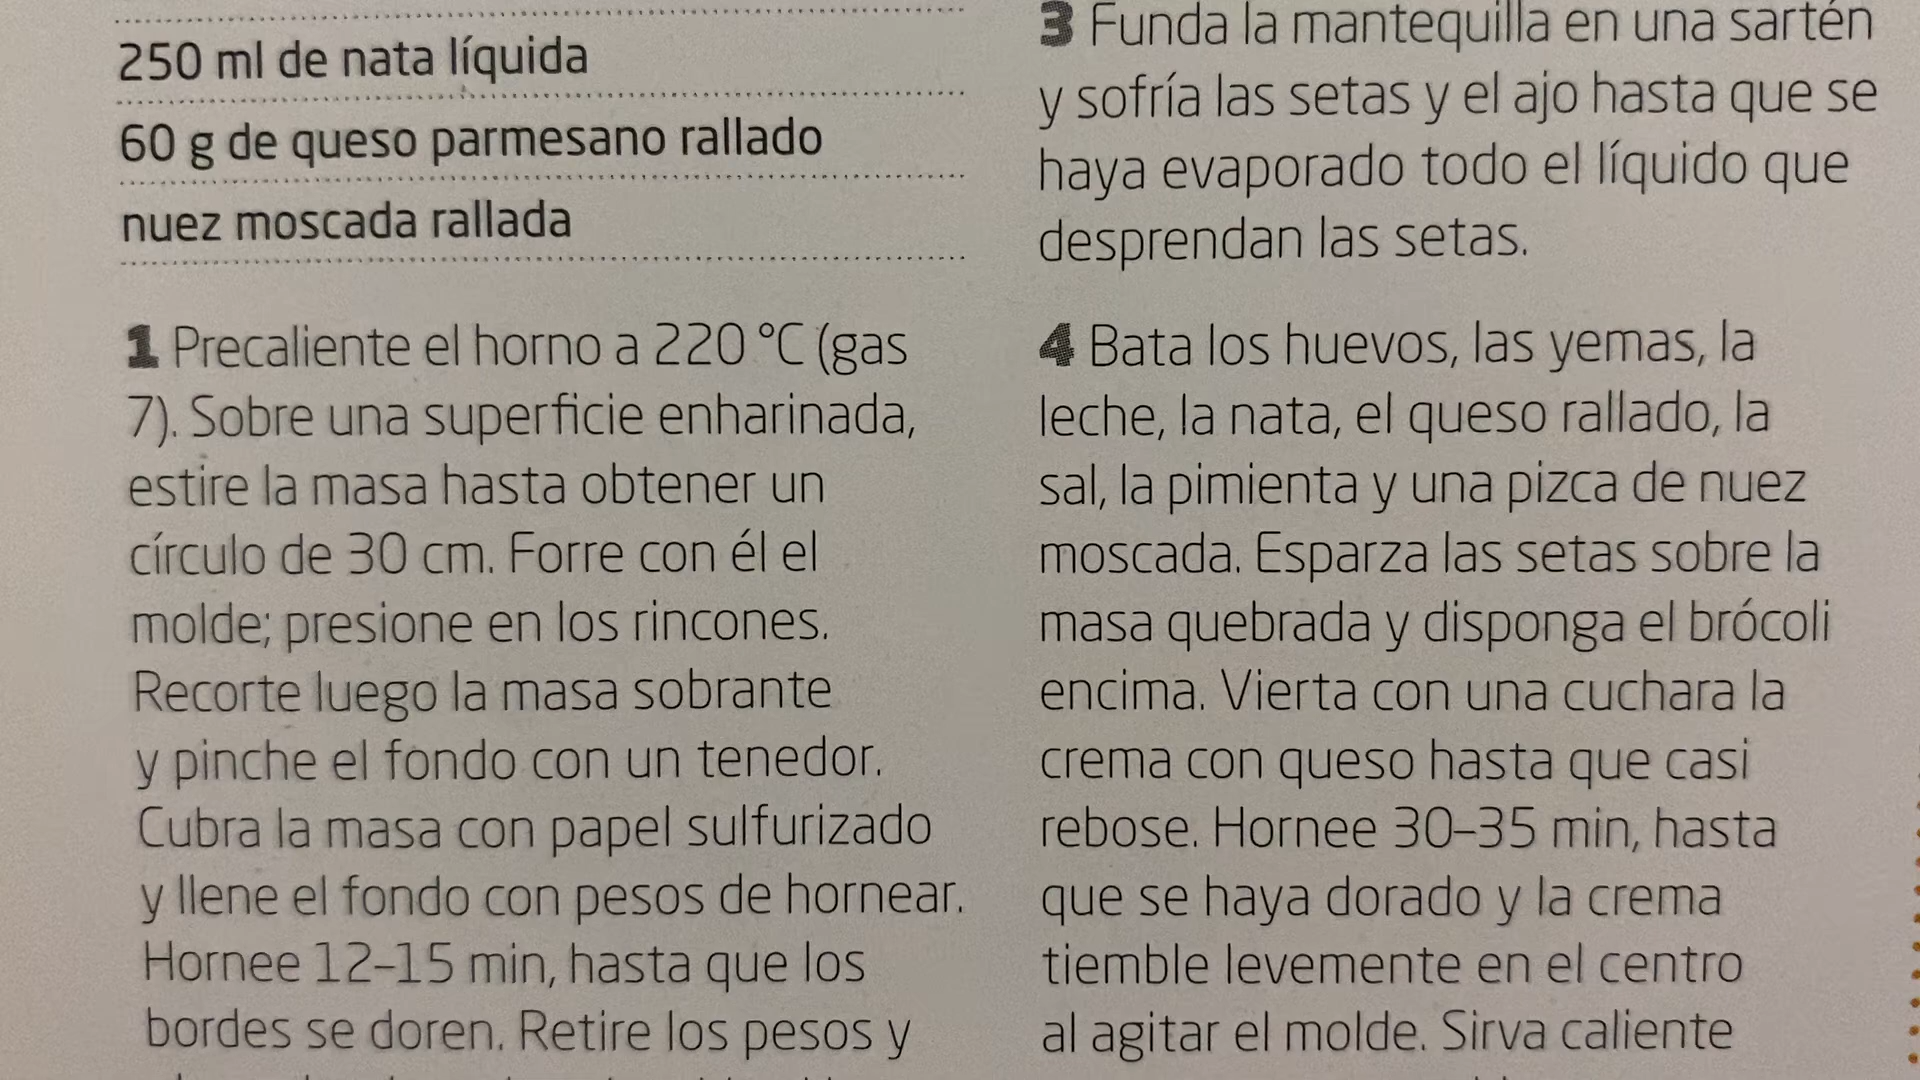 250 ml de nata líquida
60 g de queso parmesano rallado
nuez moscada rallada
1 Precaliente el horno a 220 °C (gas
7). Sobre una superficie enharinada,
estire la masa hasta obtener un
círculo de 30 cm. Forre con él el
molde; presione en los rincones.
Recorte luego la masa sobrante
y pinche el fondo con un tenedor.
Cubra la masa con papel sulfurizado
y llene el fondo con pesos de hornear.
Hornee 12–15 min, hasta que los
bordes se doren. Retire los pesos y
3 Funda la mantequilla en una sartén
y sofría las setas y el ajo hasta que se
haya evaporado todo el líquido que
desprendan las setas.
4 Bata los huevos, las yemas, la
leche, la nata, el queso rallado, la
sal, la pimienta y una pizca de nuez
moscada. Esparza las setas sobre la
masa quebrada y disponga el brócoli
encima. Vierta con una cuchara la
crema con queso hasta que casi
rebose. Hornee 30–35 min, hasta
que se haya dorado y la crema
tiemble levemente en el centro
al agitar el molde. Sirva caliente